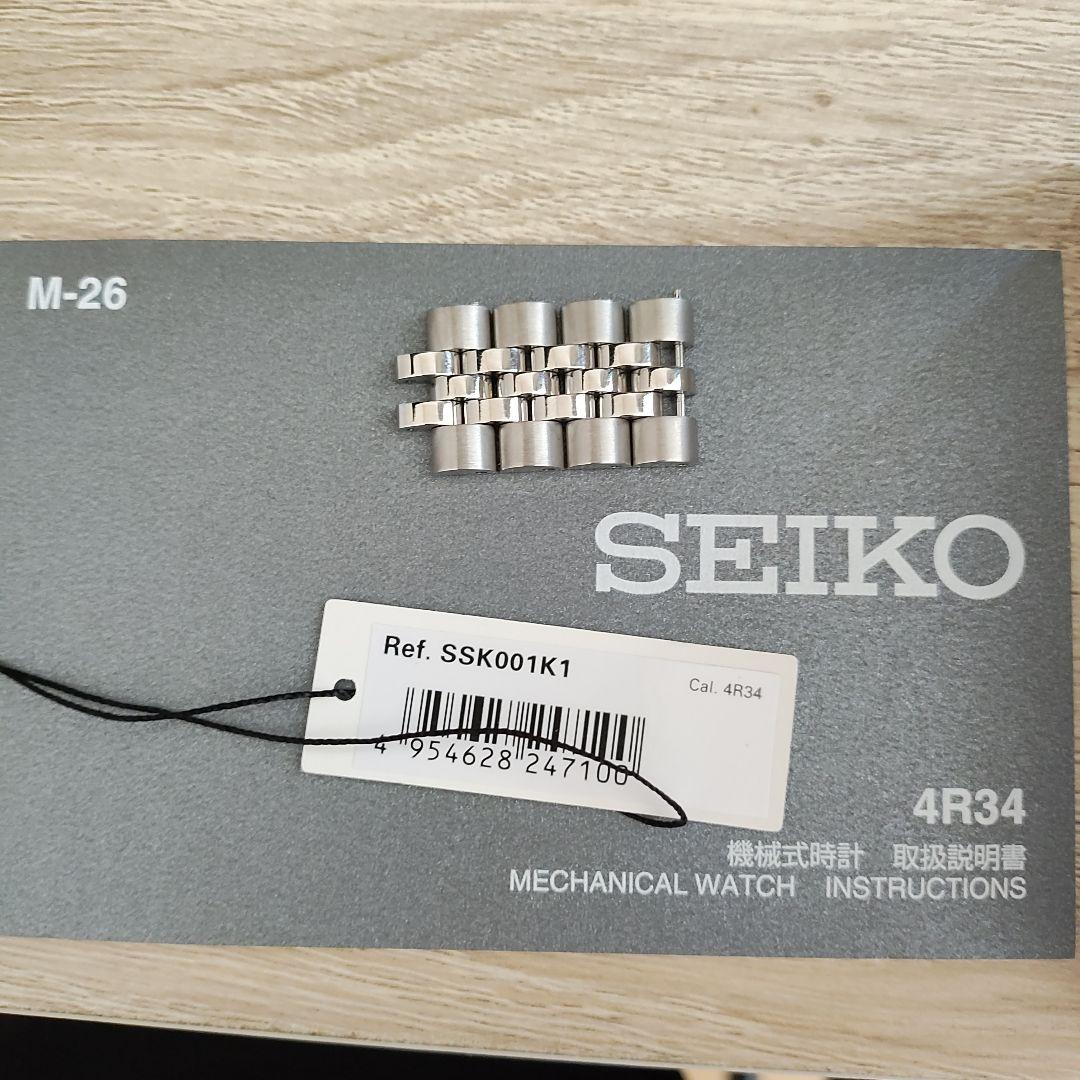 M-26
SEIKO
Ref. SSK001K1
Cal. 4R34
4 954628 247100
4R34
機械式時計 取扱説明書
MECHANICAL WATCH INSTRUCTIONS